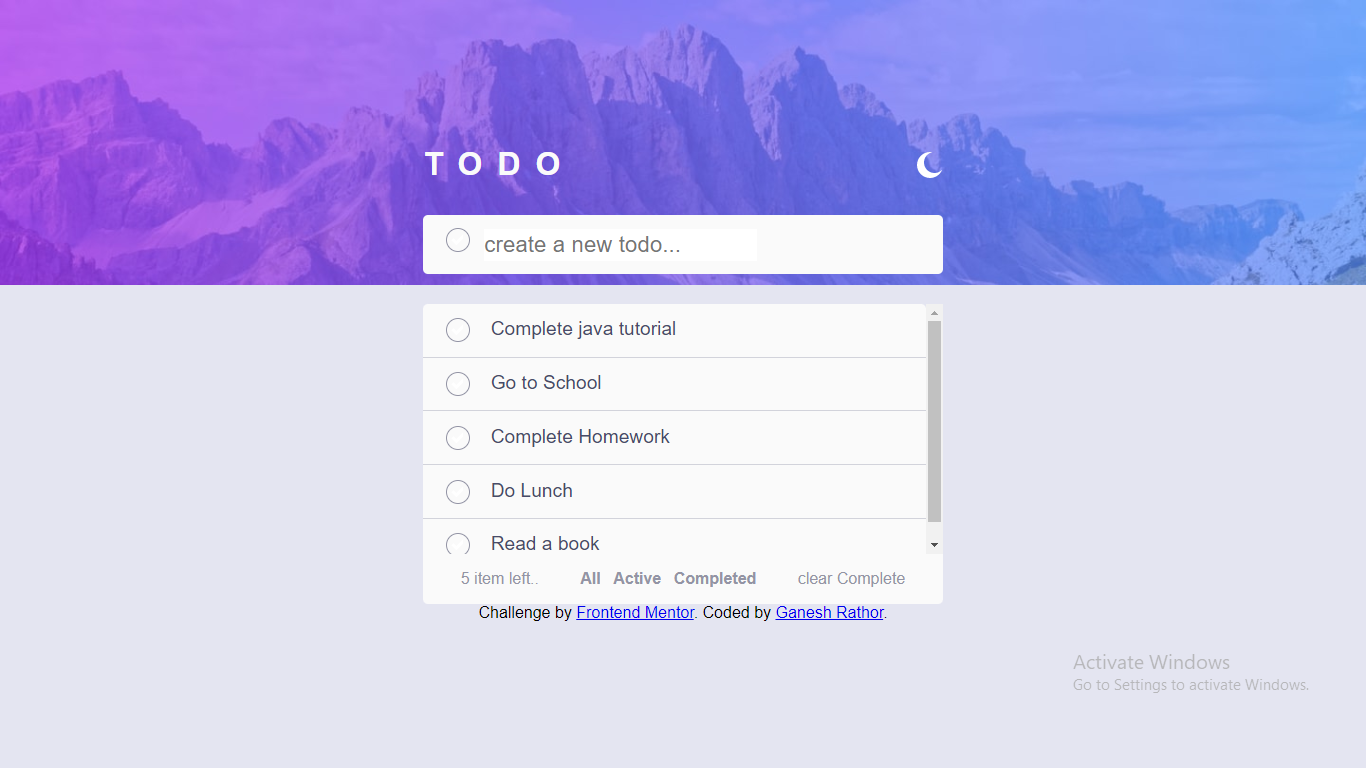 TODO
create a new todo...
Complete java tutorial
Go to School
Complete Homework
Do Lunch
Read a book
5 item left.. All Active Completed clear Complete
Challenge by Frontend Mentor. Coded by Ganesh Rathor.
Activate Windows
Go to Settings to activate Windows.